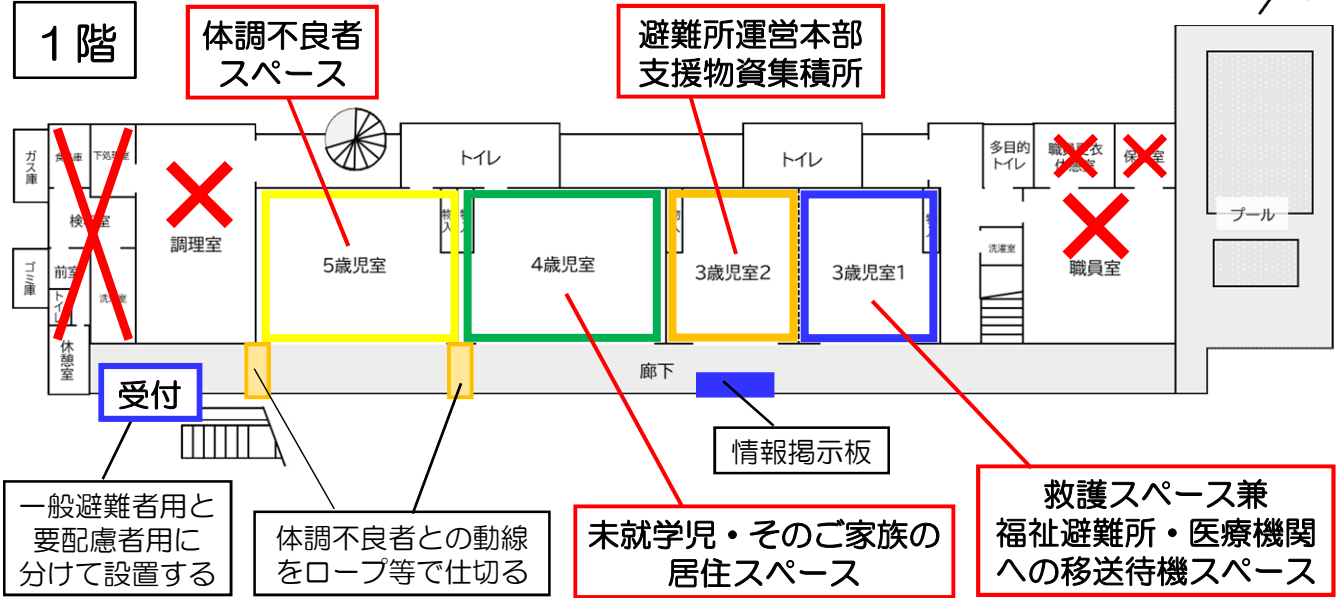 １階
体調不良者
スペース
避難所運営本部
支援物資集積所
ガス庫
ゴミ庫
前室
トイレ
休憩室
調理室
トイレ
トイレ
多目的
トイレ
物入
物入
5歳児室
4歳児室
3歳児室2
3歳児室1
洗濯室
職員室
プール
廊下
受付
情報掲示板
一般避難者用と
要配慮者用に
分けて設置する
体調不良者との動線
をロープ等で仕切る
未就学児・そのご家族の
居住スペース
救護スペース兼
福祉避難所・医療機関
への移送待機スペース